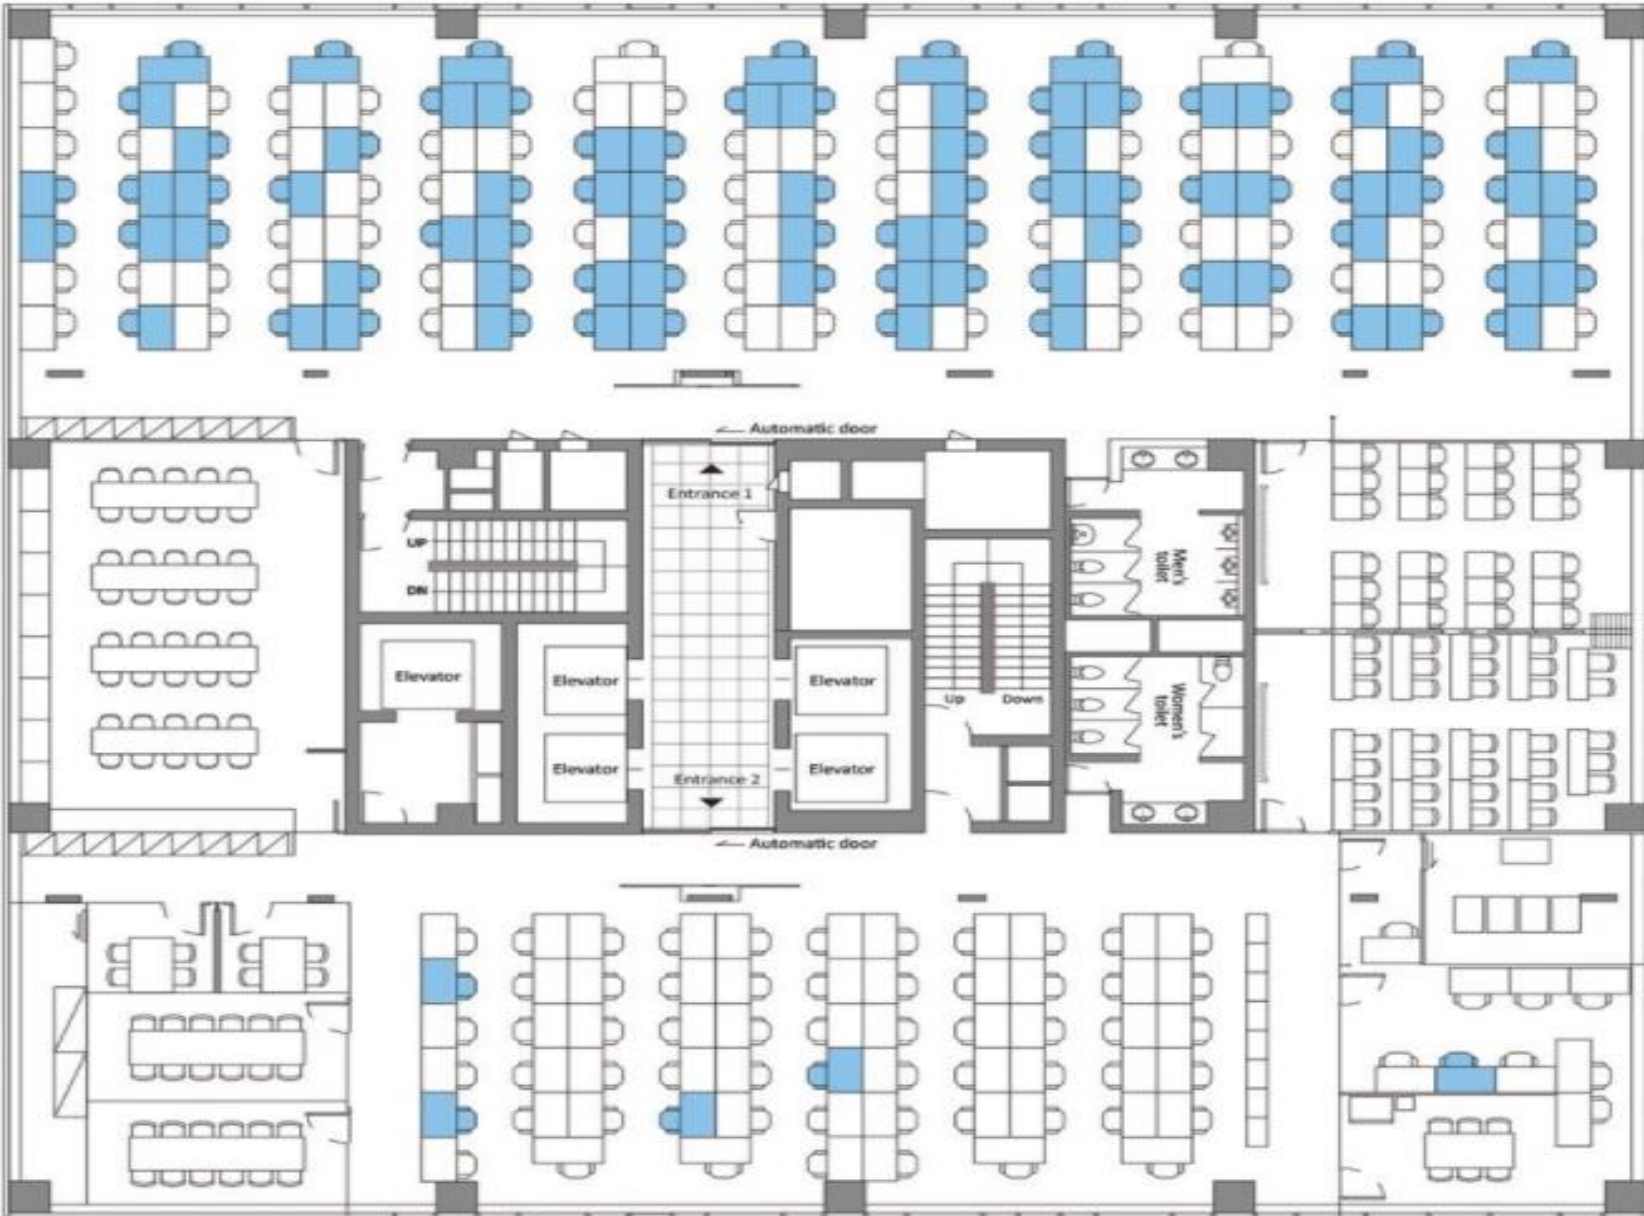 Automatic door
Entrance 1
UP
DN
Men's
toilet
Elevator
Elevator
Elevator
Up
Down
Women's
toilet
Elevator
Entrance 2
Elevator
Automatic door